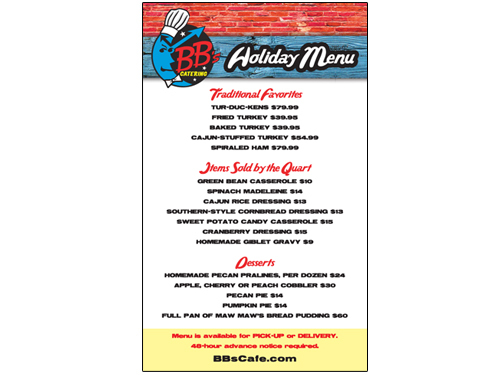 BB's
CATERING
Holiday Menu
Traditional Favorites
TUR-DUC-KENS $79.99
FRIED TURKEY $39.95
BAKED TURKEY $39.95
CAJUN-STUFFED TURKEY $54.99
SPIRALED HAM $79.99
Items Sold by the Quart
GREEN BEAN CASSEROLE $10
SPINACH MADELEINE $14
CAJUN RICE DRESSING $13
SOUTHERN-STYLE CORNBREAD DRESSING $13
SWEET POTATO CANDY CASSEROLE $15
CRANBERRY DRESSING $15
HOMEMADE GIBLET GRAVY $9
Desserts
HOMEMADE PECAN PRALINES, PER DOZEN $24
APPLE, CHERRY OR PEACH COBBLER $30
PECAN PIE $14
PUMPKIN PIE $14
FULL PAN OF MAW MAW'S BREAD PUDDING $60
Menu is available for PICK-UP or DELIVERY.
48-hour advance notice required.
BBsCafe.com